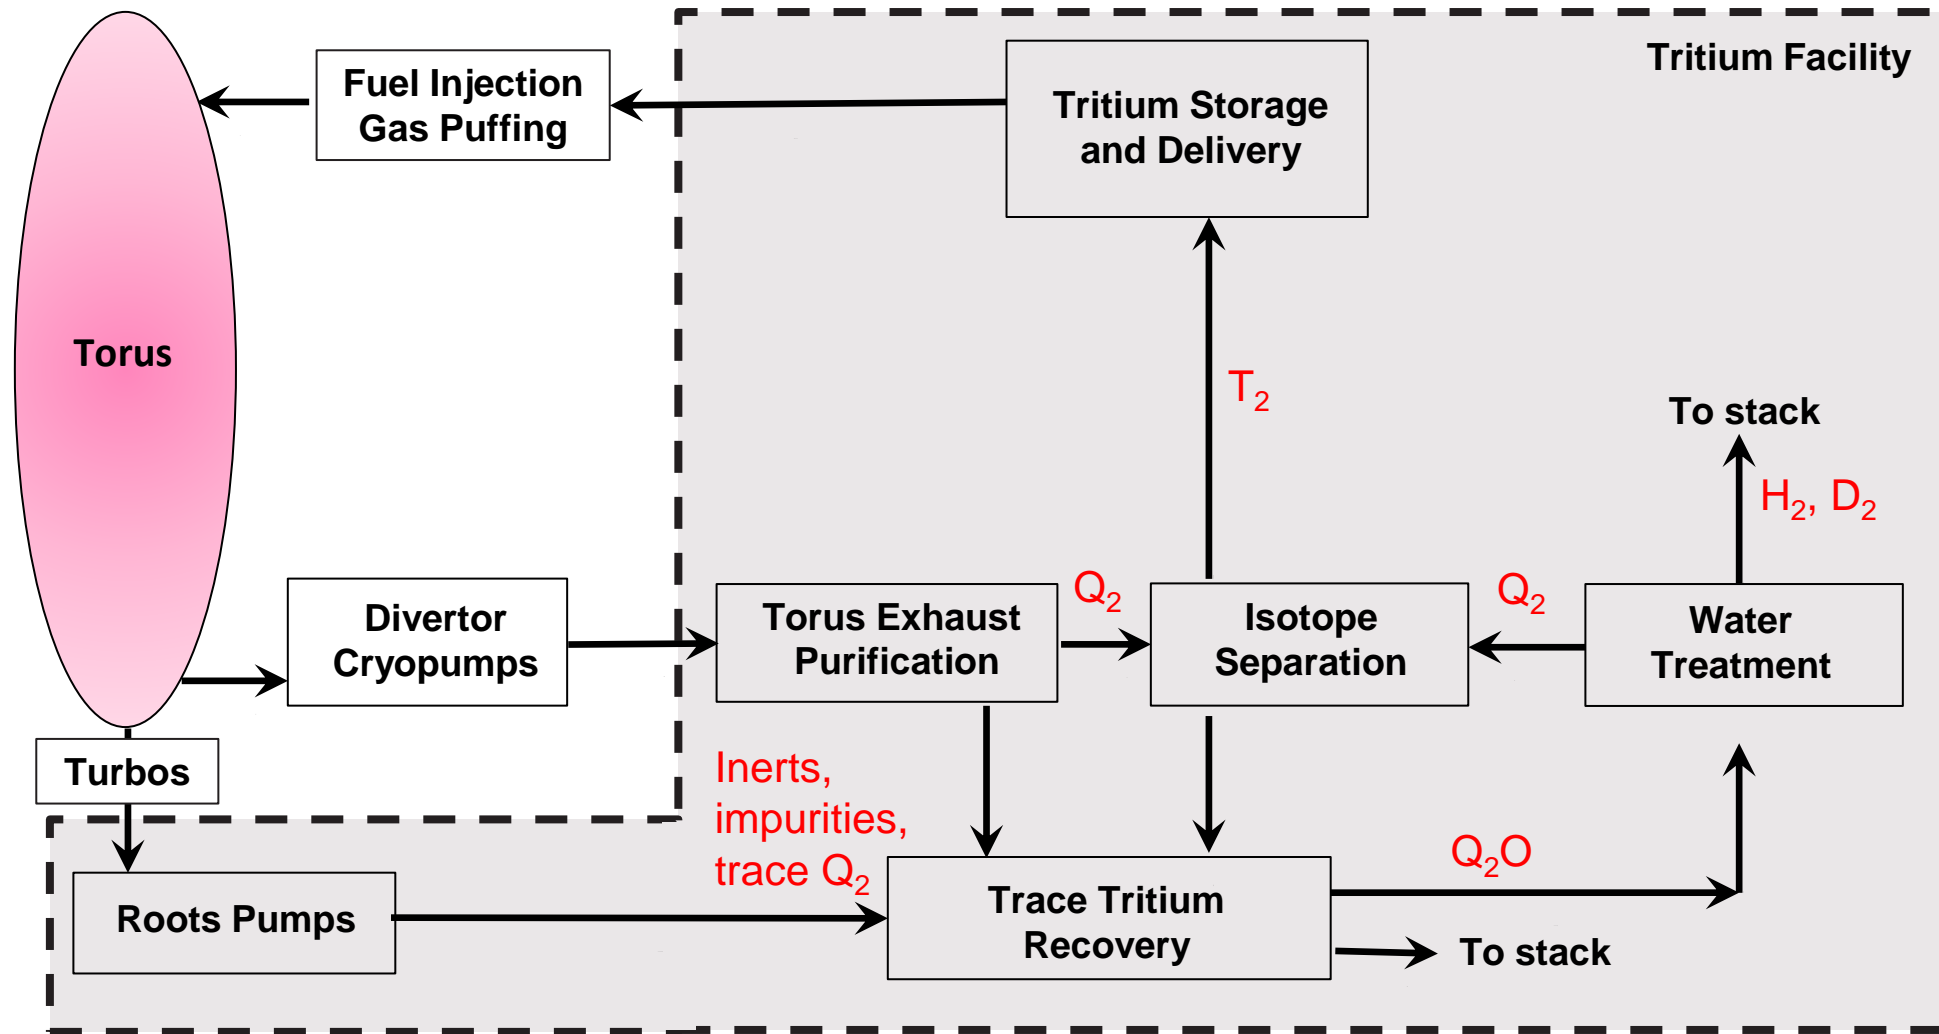 Tritium Facility
Fuel Injection
Gas Puffing
Tritium Storage
and Delivery
Torus
T2
To stack
H2, D2
Divertor
Cryopumps
Torus Exhaust
Purification
Q2
Isotope
Separation
Q2
Water
Treatment
Turbos
Inerts,
impurities,
trace Q2
Q2O
Roots Pumps
Trace Tritium
Recovery
To stack